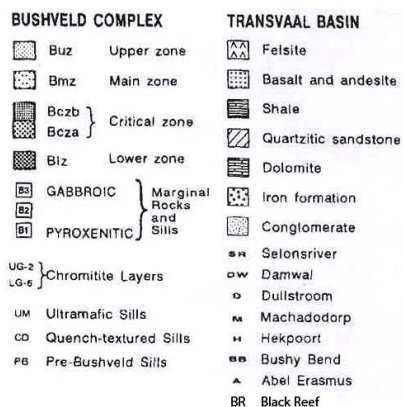 BUSHVELD COMPLEX
Buz Upper zone
Bmz Main zone
Bczb
Bcza
Critical zone
Blz Lower zone
B3 GABBROIC
B2
B1 PYROXENITIC
Marginal
Rocks
and
Sills
UG-2
LG-6
Chromitite Layers
UM Ultramafic Sills
CD Quench-textured Sills
PB Pre-Bushveld Sills
TRANSVAAL BASIN
Felsite
Basalt and andesite
Shale
Quartzitic sandstone
Dolomite
Iron formation
Conglomerate
SR Selonsriver
DW Damwal
D Dullstroom
M Machadodorp
H Hekpoort
BB Bushy Bend
A Abel Erasmus
BR Black Reef